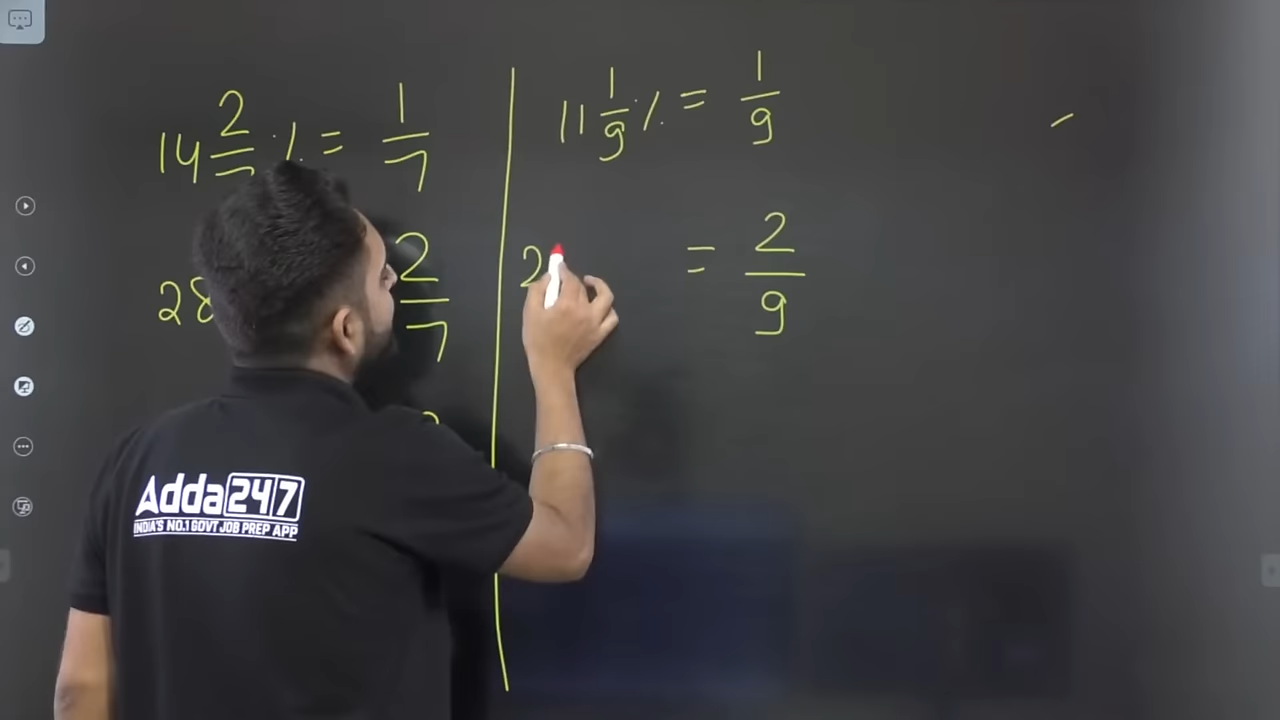 14 2/7 % = 1/7
28 2/7
11 1/9 % = 1/9
2 = 2/9
Adda247
INDIA'S NO.1 GOVT JOB PREP APP